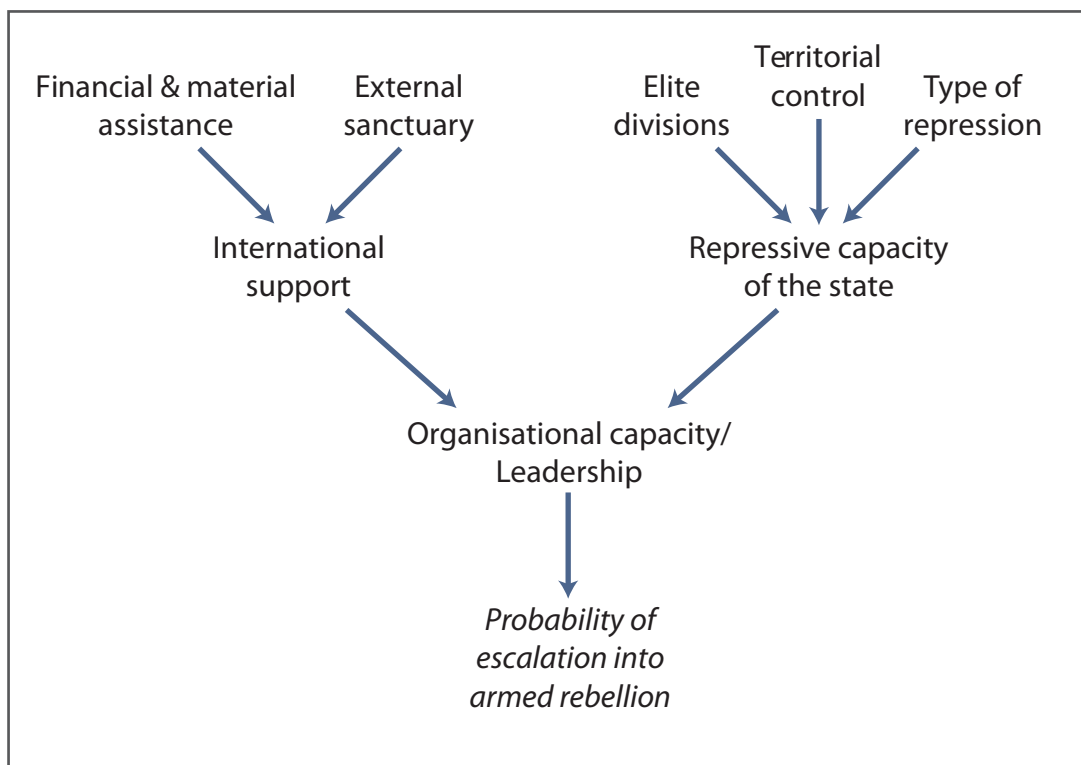 Financial & material
assistance
External
sanctuary
Elite
divisions
Territorial
control
Type of
repression
International
support
Repressive capacity
of the state
Organisational capacity/
Leadership
Probability of
escalation into
armed rebellion